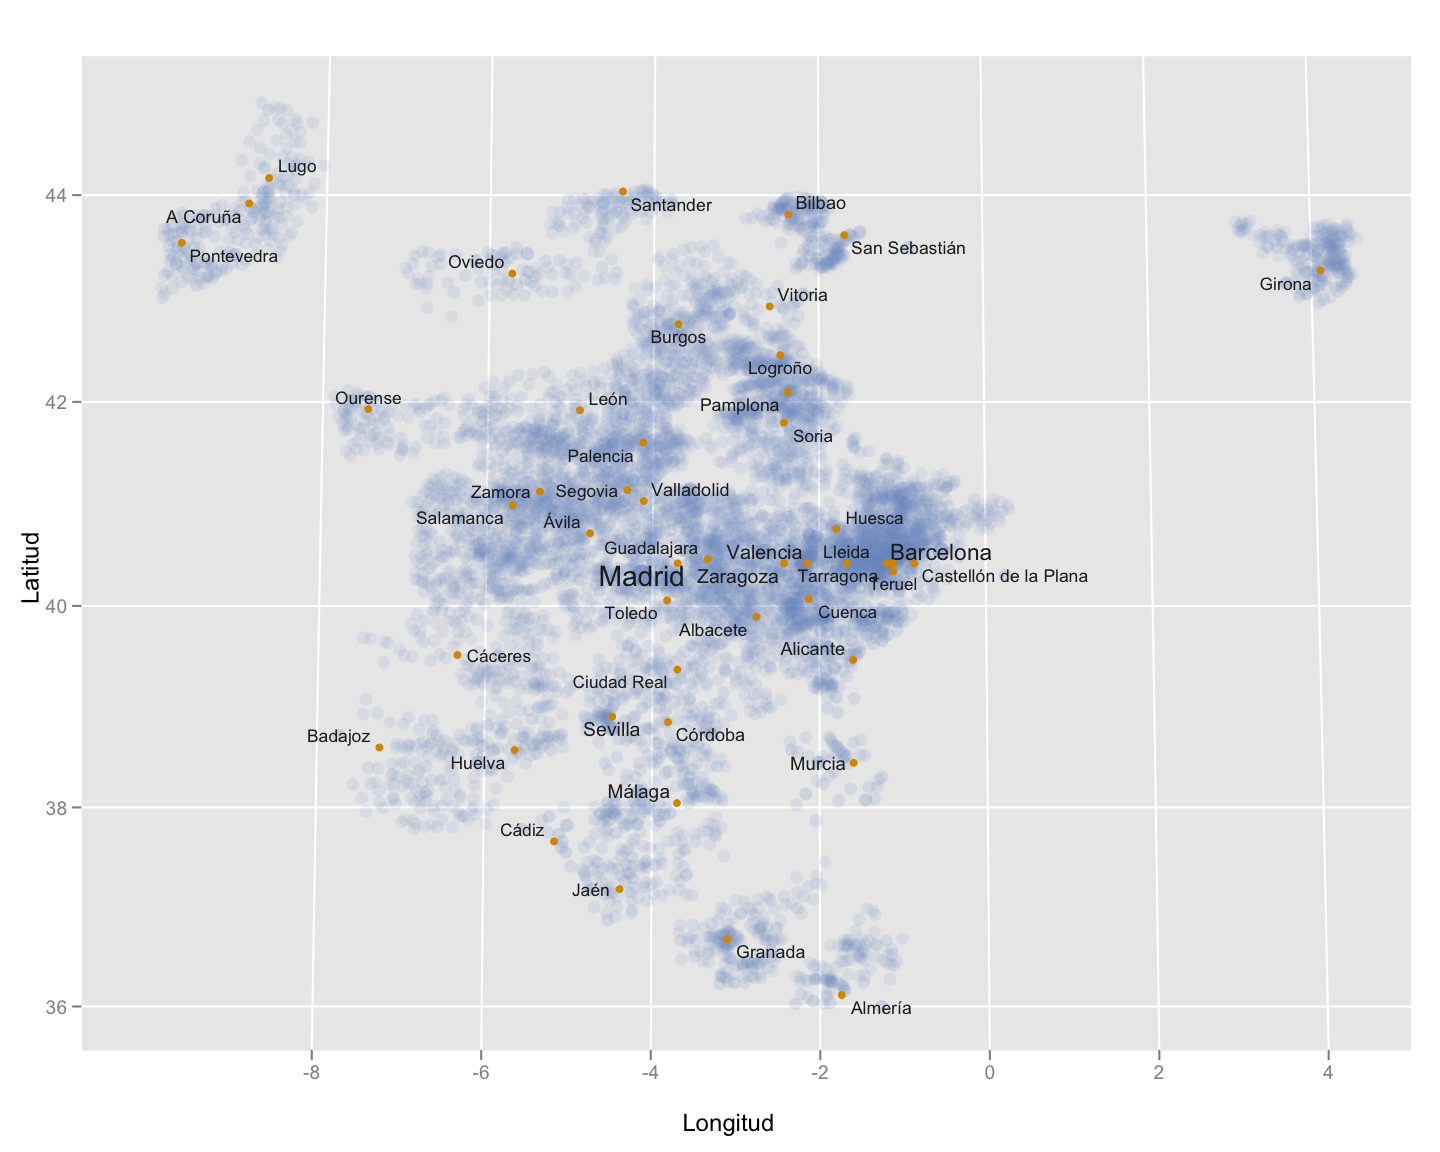 Lugo
A Coruña
Pontevedra
Santander
Bilbao
San Sebastián
Oviedo
Vitoria
Girona
Burgos
Logroño
Ourense
León
Pamplona
Soria
Palencia
Zamora
Segovia
Valladolid
Salamanca
Ávila
Huesca
Guadalajara
Valencia
Lleida
Barcelona
Madrid
Zaragoza
Tarragona
Teruel
Castellón de la Plana
Toledo
Cuenca
Albacete
Alicante
Cáceres
Ciudad Real
Sevilla
Córdoba
Badajoz
Huelva
Murcia
Málaga
Cádiz
Jaén
Granada
Almería
44
42
40
38
36
Latitud
-8 -6 -4 -2 0 2 4
Longitud